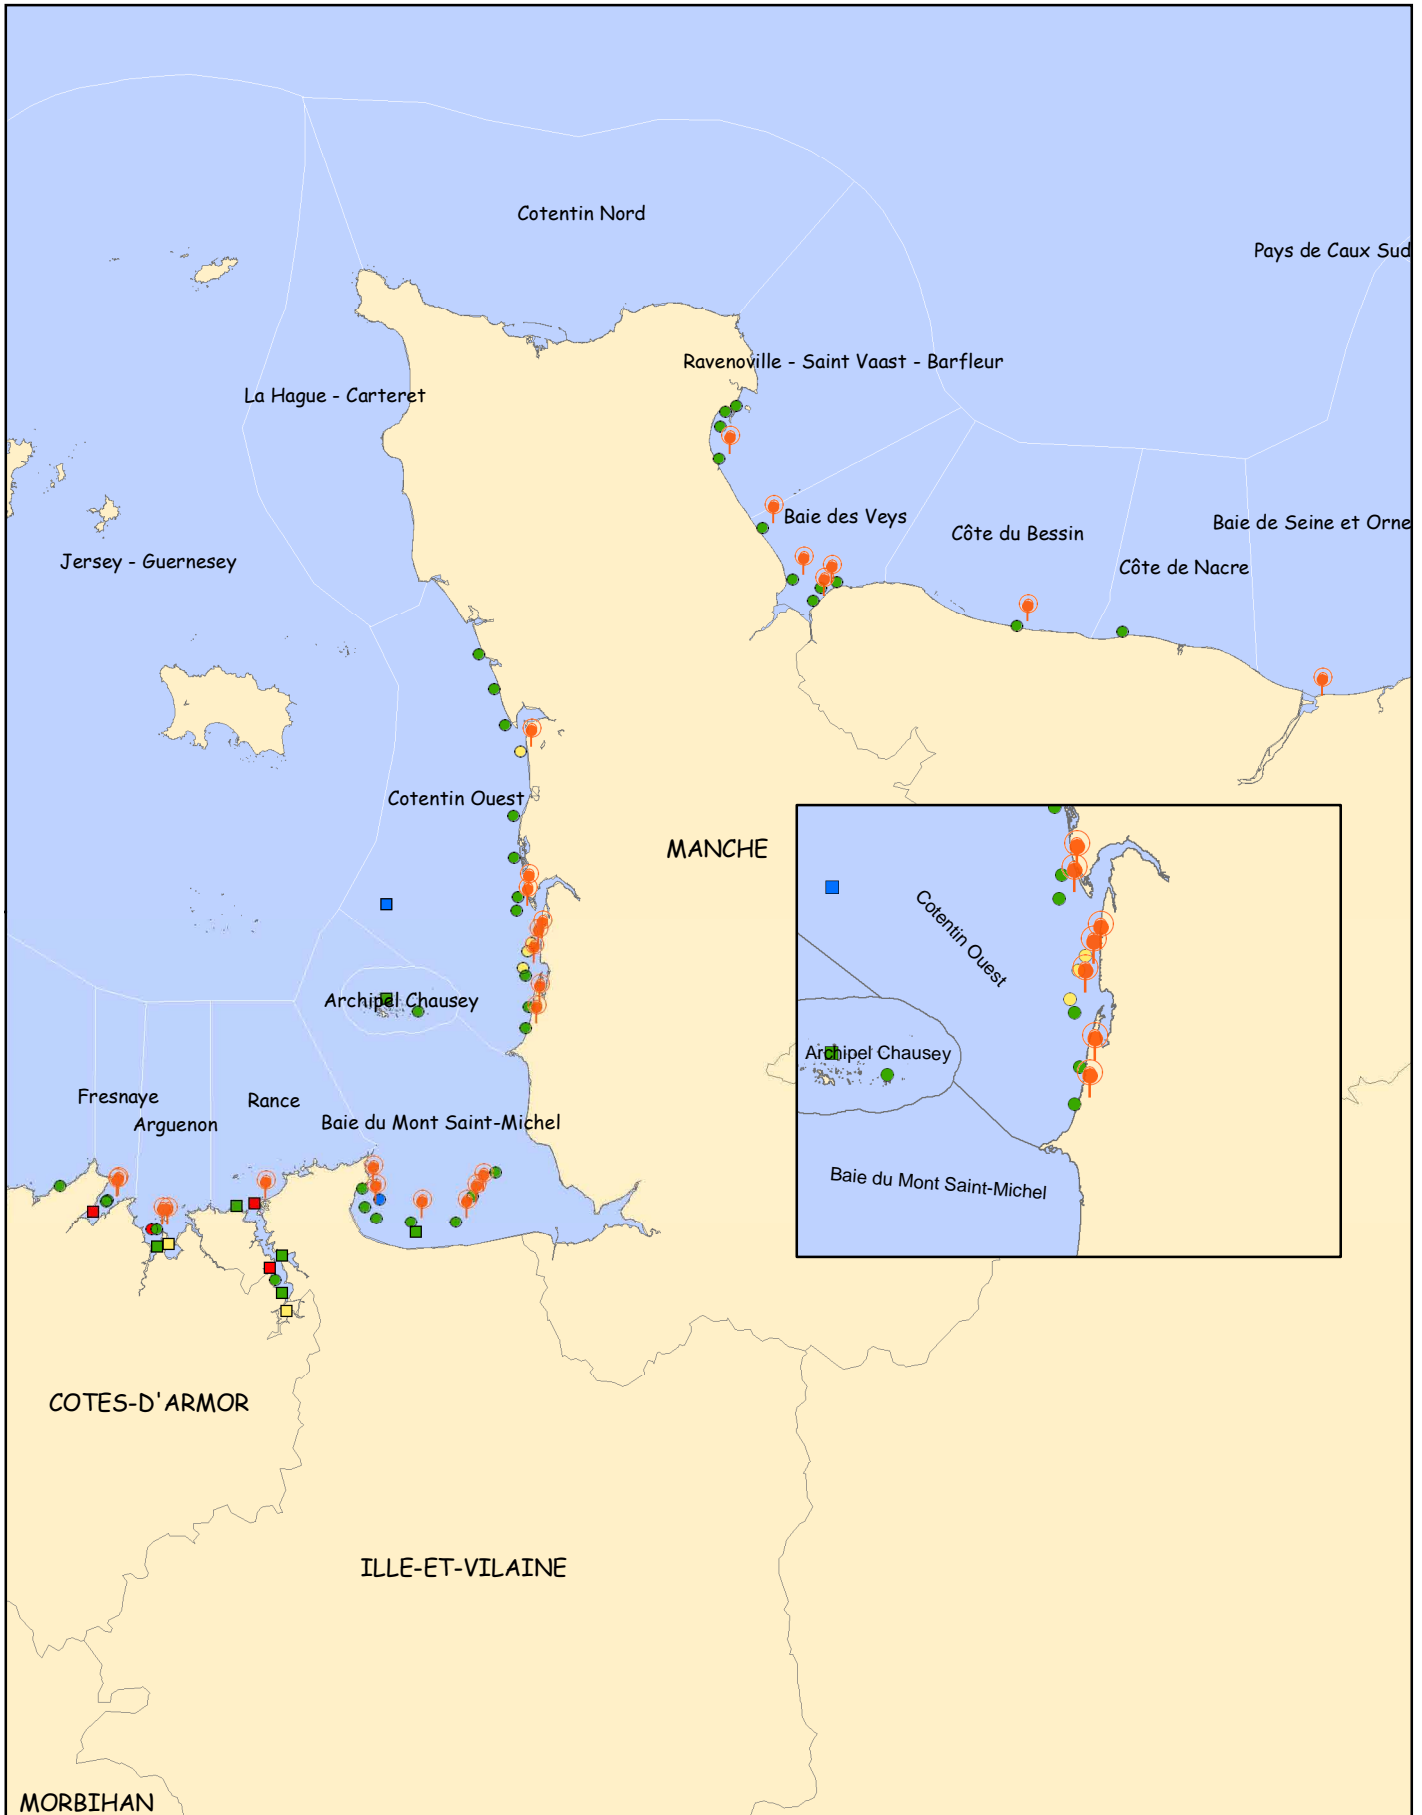 Cotentin Nord
Pays de Caux Sud
Ravenoville - Saint Vaast - Barfleur
La Hague - Carteret
Baie des Veys
Baie de Seine et Orne
Côte du Bessin
Jersey - Guernesey
Côte de Nacre
Cotentin Ouest
MANCHE
Cotentin Ouest
Archipel Chausey
Archipel Chausey
Fresnaye
Rance
Arguenon
Baie du Mont Saint-Michel
Baie du Mont Saint-Michel
COTES-D'ARMOR
ILLE-ET-VILAINE
MORBIHAN